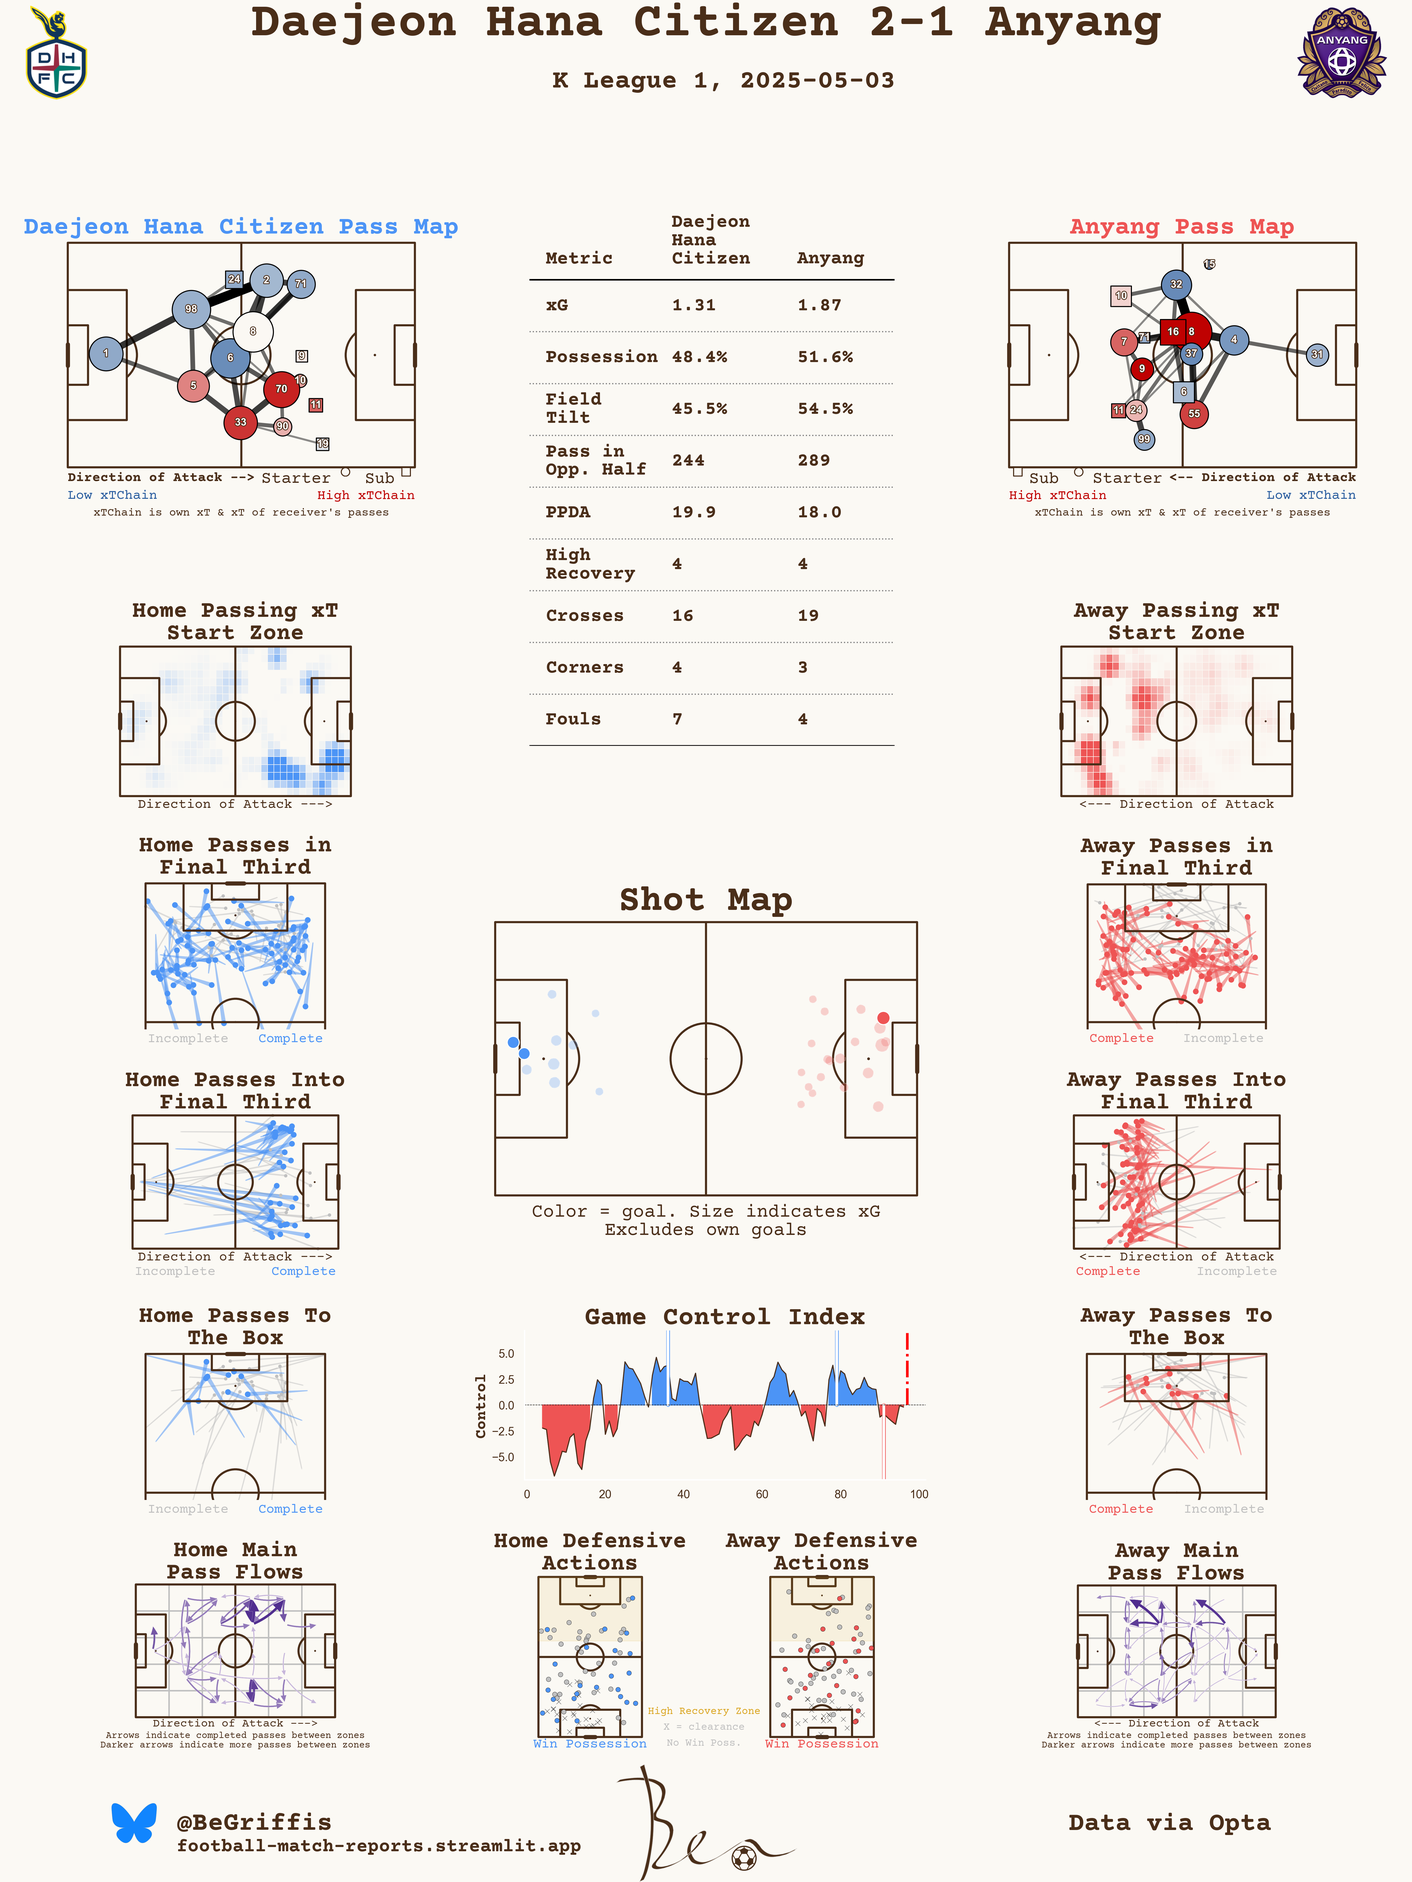 Daejeon Hana Citizen 2-1 Anyang
K League 1, 2025-05-03
DHFC
ANYANG
Daejeon Hana Citizen Pass Map
24
2
71
98
8
1
6
9
5
10
70
11
33
90
19
Direction of Attack --> Starter Sub
Low xTChain High xTChain
xTChain is own xT & xT of receiver's passes
Metric Daejeon Hana Citizen Anyang
xG 1.31 1.87
Possession 48.4% 51.6%
Field Tilt 45.5% 54.5%
Pass in Opp. Half 244 289
PPDA 19.9 18.0
High Recovery 4 4
Crosses 16 19
Corners 4 3
Fouls 7 4
Anyang Pass Map
15
32
10
16
8
7
71
4
37
31
9
6
11
24
55
99
Sub Starter <-- Direction of Attack
High xTChain Low xTChain
xTChain is own xT & xT of receiver's passes
Home Passing xT
Start Zone
Direction of Attack --->
Away Passing xT
Start Zone
<--- Direction of Attack
Home Passes in
Final Third
Incomplete Complete
Away Passes in
Final Third
Complete Incomplete
Shot Map
Color = goal. Size indicates xG
Excludes own goals
Home Passes Into
Final Third
Direction of Attack --->
Incomplete Complete
Away Passes Into
Final Third
<--- Direction of Attack
Complete Incomplete
Home Passes To
The Box
Incomplete Complete
Game Control Index
Control
5.0
2.5
0.0
−2.5
−5.0
0 20 40 60 80 100
Away Passes To
The Box
Complete Incomplete
Home Main
Pass Flows
Direction of Attack --->
Arrows indicate completed passes between zones
Darker arrows indicate more passes between zones
Home Defensive
Actions
Win Possession
High Recovery Zone
X = clearance
No Win Poss.
Away Defensive
Actions
Win Possession
Away Main
Pass Flows
<--- Direction of Attack
Arrows indicate completed passes between zones
Darker arrows indicate more passes between zones
@BeGriffis
football-match-reports.streamlit.app
Ben
Data via Opta